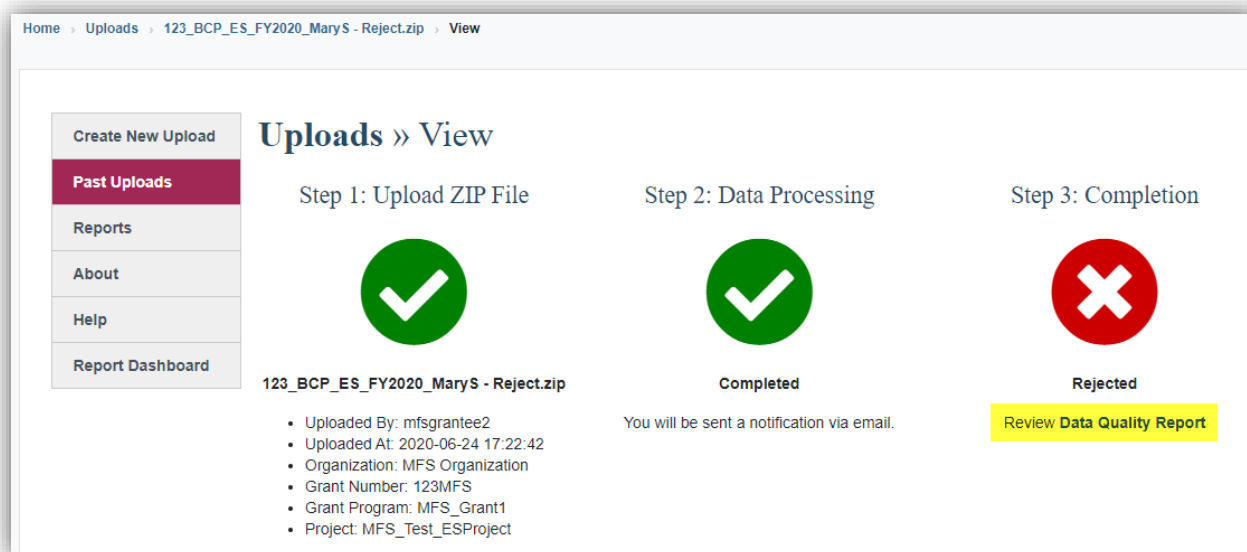 Home › Uploads › 123_BCP_ES_FY2020_MaryS - Reject.zip › View
Create New Upload
Past Uploads
Reports
About
Help
Report Dashboard
Uploads » View
Step 1: Upload ZIP File
123_BCP_ES_FY2020_MaryS - Reject.zip
• Uploaded By: mfsgrantee2
• Uploaded At: 2020-06-24 17:22:42
• Organization: MFS Organization
• Grant Number: 123MFS
• Grant Program: MFS_Grant1
• Project: MFS_Test_ESProject
Step 2: Data Processing
Completed
You will be sent a notification via email.
Step 3: Completion
Rejected
Review Data Quality Report